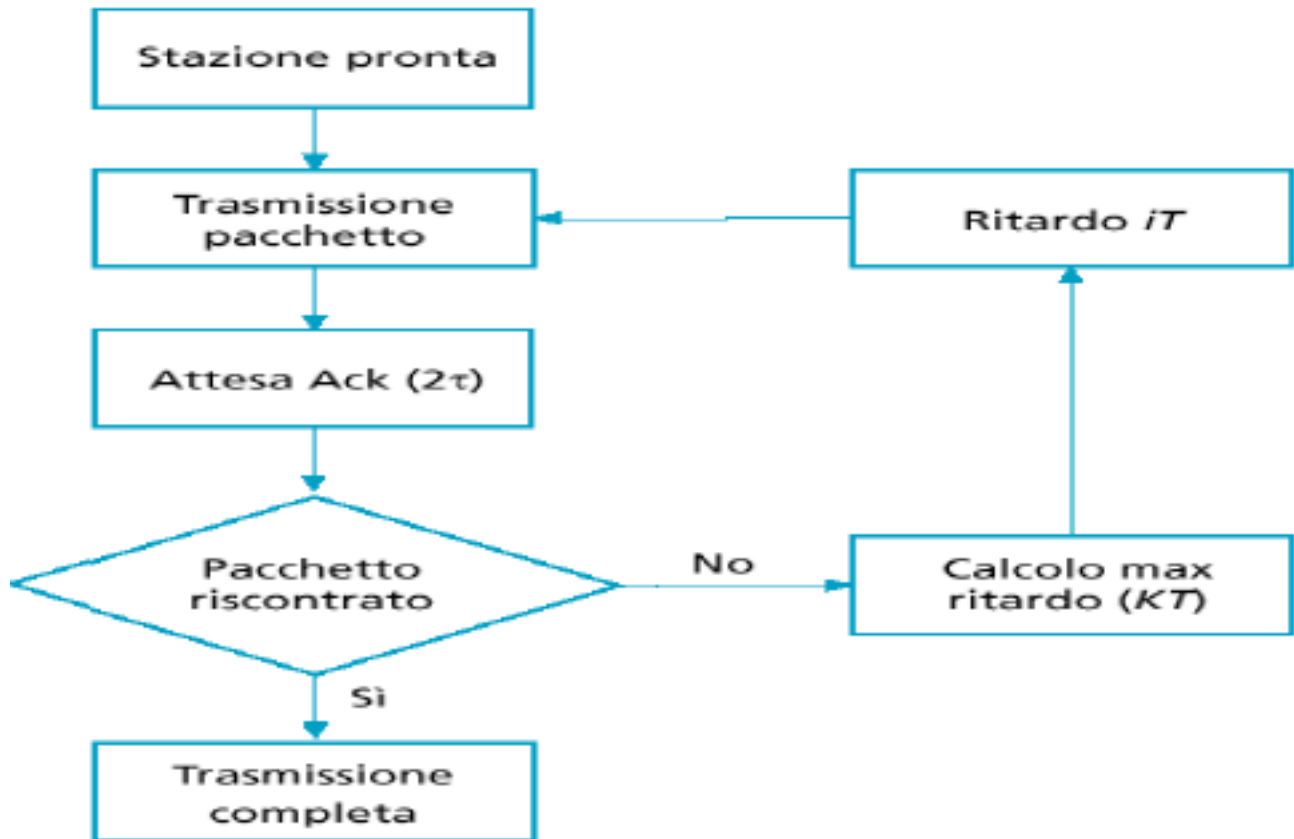 Stazione pronta
Trasmissione
pacchetto
Ritardo iT
Attesa Ack (2τ)
Pacchetto
riscontrato
No
Calcolo max
ritardo (KT)
Sì
Trasmissione
completa